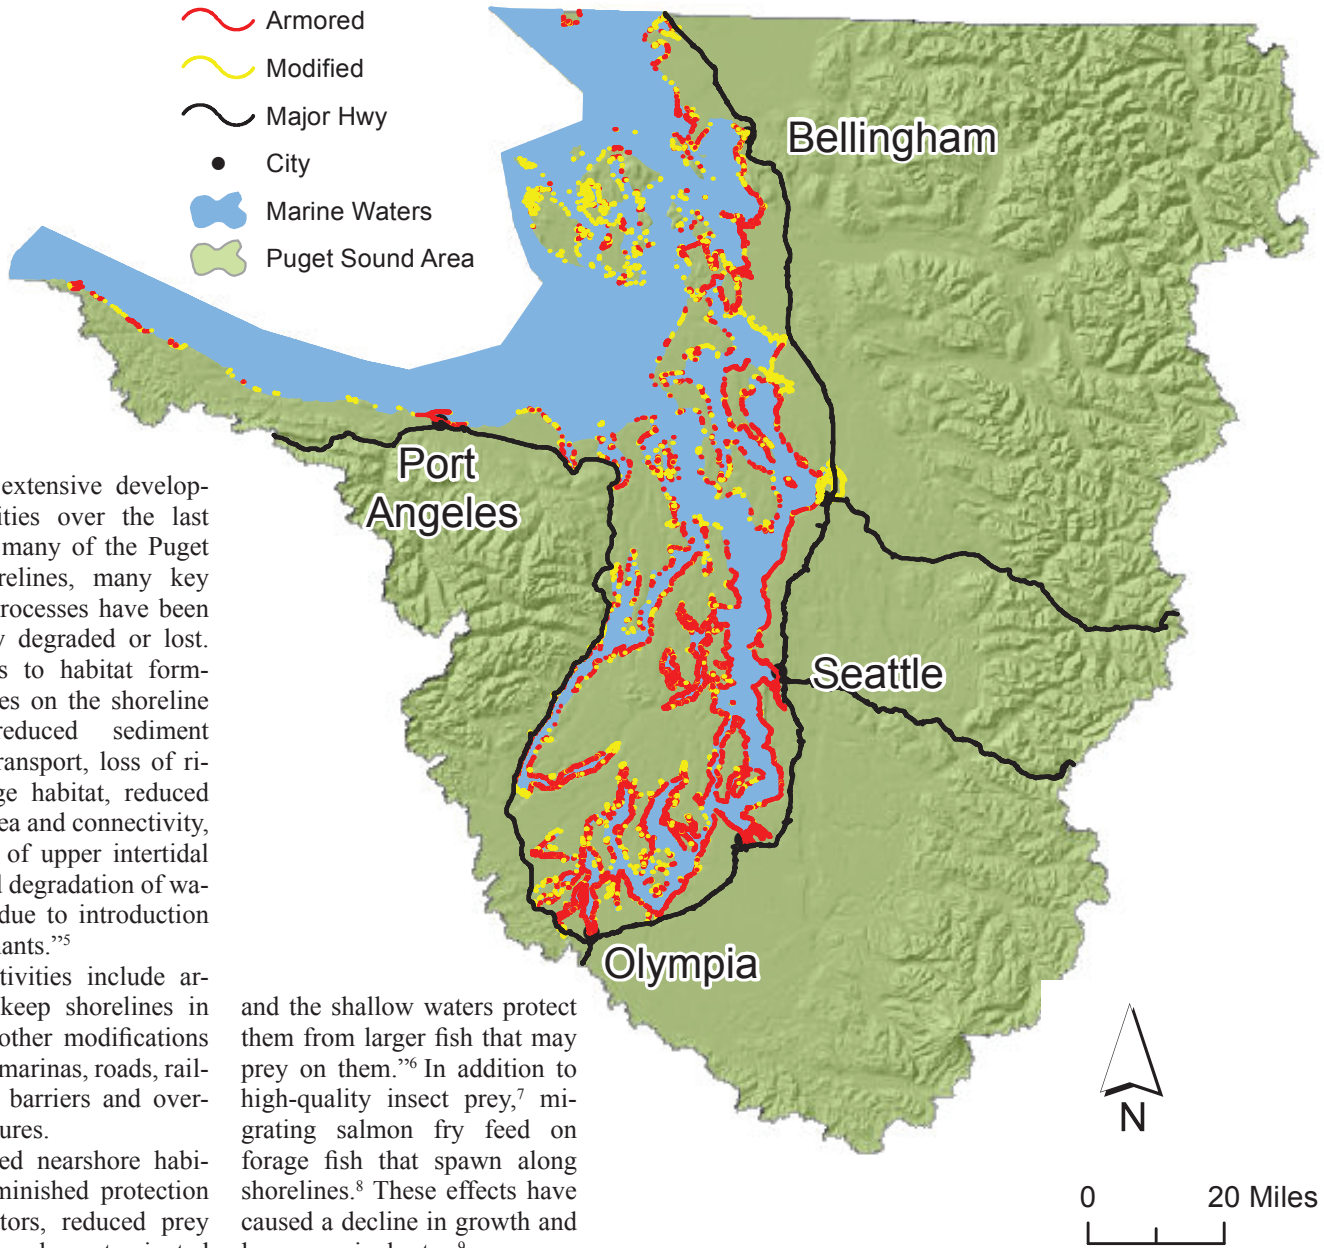 Armored
Modified
Major Hwy
City
Marine Waters
Puget Sound Area
Bellingham
Port
Angeles
Seattle
Olympia
N
0 20 Miles
extensive develop-
ities over the last
many of the Puget
relines, many key
rocesses have been
y degraded or lost.
s to habitat form-
es on the shoreline
reduced sediment
ransport, loss of ri-
ge habitat, reduced
ea and connectivity,
of upper intertidal
l degradation of wa-
due to introduction
ants.”5
tivities include ar-
keep shorelines in
other modifications
marinas, roads, rail-
barriers and over-
ures.
ed nearshore habi-
minished protection
tors, reduced prey
and the shallow waters protect
them from larger fish that may
prey on them.”6 In addition to
high-quality insect prey,7 mi-
grating salmon fry feed on
forage fish that spawn along
shorelines.8 These effects have
caused a decline in growth and